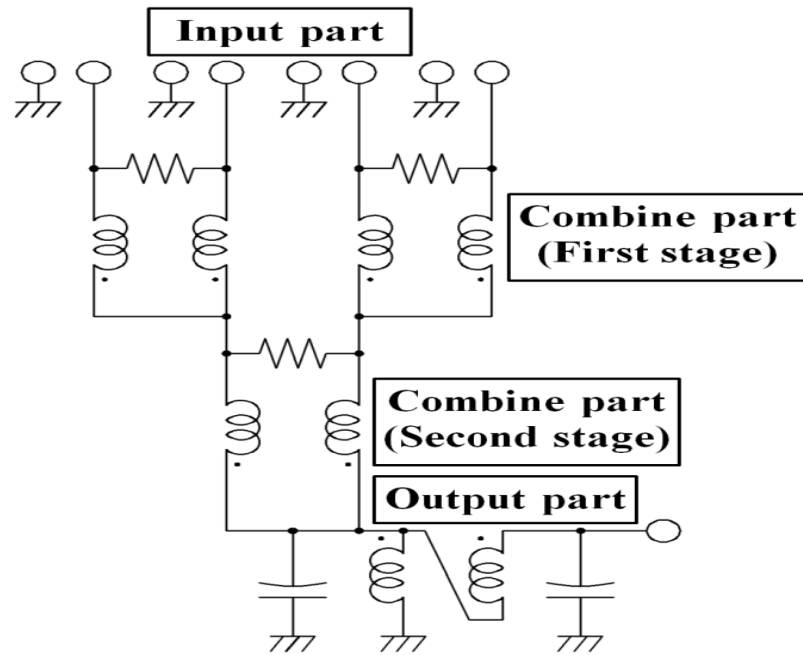 Input part
Combine part
(First stage)
Combine part
(Second stage)
Output part